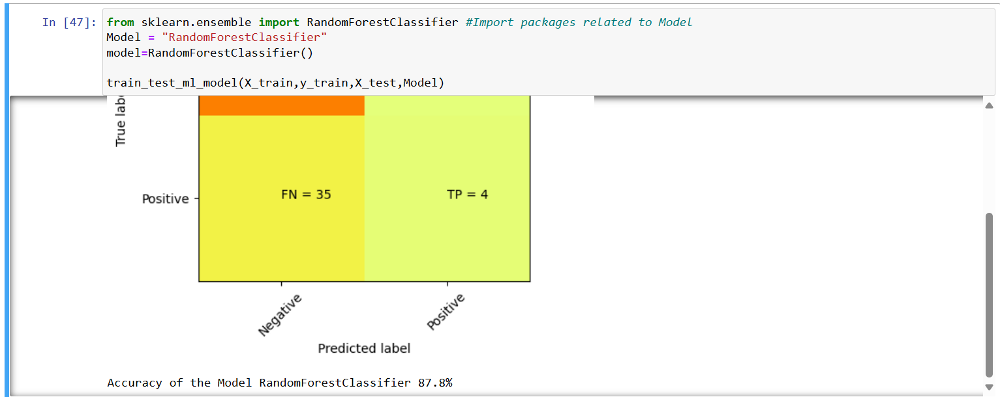 In [47]: from sklearn.ensemble import RandomForestClassifier #Import packages related to Model
Model = "RandomForestClassifier"
model=RandomForestClassifier()
train_test_ml_model(X_train,y_train,X_test,Model)
True lab
Positive
FN = 35
TP = 4
Negative
Positive
Predicted label
Accuracy of the Model RandomForestClassifier 87.8%